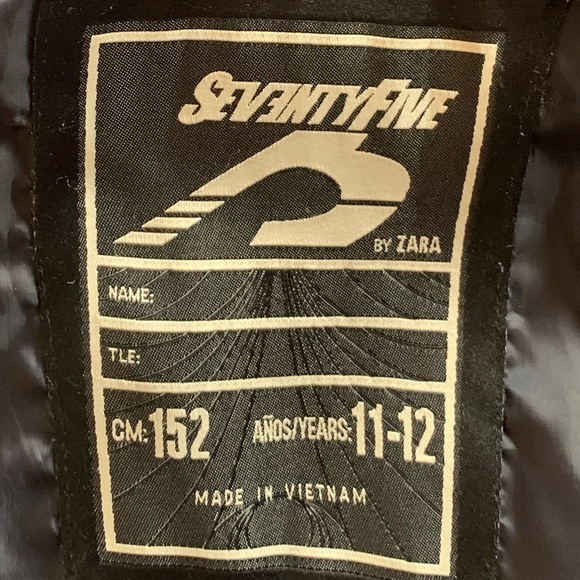 SEVENTYFIVE
BY ZARA
NAME:
TLE:
CM: 152 AÑOS/YEARS: 11-12
MADE IN VIETNAM